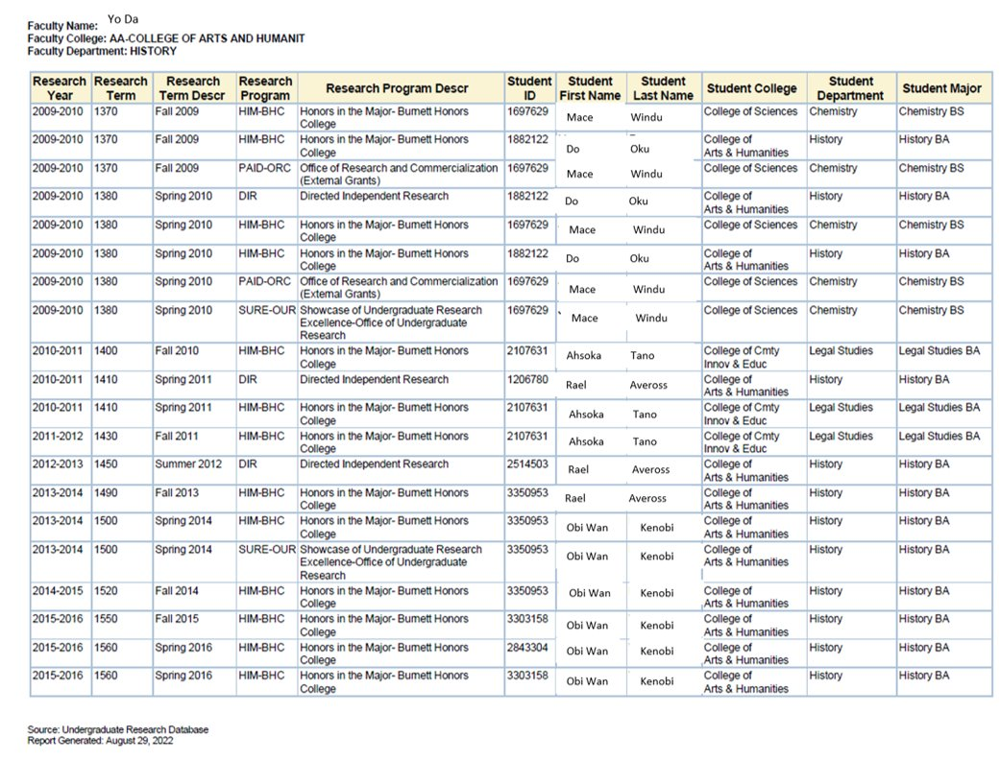 Faculty Name: Yo Da
Faculty College: AA-COLLEGE OF ARTS AND HUMANIT
Faculty Department: HISTORY
Research Year | Research Term | Research Term Descr | Research Program | Research Program Descr | Student ID | Student First Name | Student Last Name | Student College | Student Department | Student Major
2009-2010 1370 Fall 2009 HIM-BHC Honors in the Major- Burnett Honors College 1697629 Mace Windu College of Sciences Chemistry Chemistry BS
2009-2010 1370 Fall 2009 HIM-BHC Honors in the Major- Burnett Honors College 1882122 Do Oku College of Arts & Humanities History History BA
2009-2010 1370 Fall 2009 PAID-ORC Office of Research and Commercialization (External Grants) 1697629 Mace Windu College of Sciences Chemistry Chemistry BS
2009-2010 1380 Spring 2010 DIR Directed Independent Research 1882122 Do Oku College of Arts & Humanities History History BA
2009-2010 1380 Spring 2010 HIM-BHC Honors in the Major- Burnett Honors College 1697629 Mace Windu College of Sciences Chemistry Chemistry BS
2009-2010 1380 Spring 2010 HIM-BHC Honors in the Major- Burnett Honors College 1882122 Do Oku College of Arts & Humanities History History BA
2009-2010 1380 Spring 2010 PAID-ORC Office of Research and Commercialization (External Grants) 1697629 Mace Windu College of Sciences Chemistry Chemistry BS
2009-2010 1380 Spring 2010 SURE-OUR Showcase of Undergraduate Research Excellence-Office of Undergraduate Research 1697629 Mace Windu College of Sciences Chemistry Chemistry BS
2010-2011 1400 Fall 2010 HIM-BHC Honors in the Major- Burnett Honors College 2107631 Ahsoka Tano College of Cmty Innov & Educ Legal Studies Legal Studies BA
2010-2011 1410 Spring 2011 DIR Directed Independent Research 1206780 Rael Aveross College of Arts & Humanities History History BA
2010-2011 1410 Spring 2011 HIM-BHC Honors in the Major- Burnett Honors College 2107631 Ahsoka Tano College of Cmty Innov & Educ Legal Studies Legal Studies BA
2011-2012 1430 Fall 2011 HIM-BHC Honors in the Major- Burnett Honors College 2107631 Ahsoka Tano College of Cmty Innov & Educ Legal Studies Legal Studies BA
2012-2013 1450 Summer 2012 DIR Directed Independent Research 2514503 Rael Aveross College of Arts & Humanities History History BA
2013-2014 1490 Fall 2013 HIM-BHC Honors in the Major- Burnett Honors College 3350953 Rael Aveross College of Arts & Humanities History History BA
2013-2014 1500 Spring 2014 HIM-BHC Honors in the Major- Burnett Honors College 3350953 Obi Wan Kenobi College of Arts & Humanities History History BA
2013-2014 1500 Spring 2014 SURE-OUR Showcase of Undergraduate Research Excellence-Office of Undergraduate Research 3350953 Obi Wan Kenobi College of Arts & Humanities History History BA
2014-2015 1520 Fall 2014 HIM-BHC Honors in the Major- Burnett Honors College 3350953 Obi Wan Kenobi College of Arts & Humanities History History BA
2015-2016 1550 Fall 2015 HIM-BHC Honors in the Major- Burnett Honors College 3303158 Obi Wan Kenobi College of Arts & Humanities History History BA
2015-2016 1560 Spring 2016 HIM-BHC Honors in the Major- Burnett Honors College 2843304 Obi Wan Kenobi College of Arts & Humanities History History BA
2015-2016 1560 Spring 2016 HIM-BHC Honors in the Major- Burnett Honors College 3303158 Obi Wan Kenobi College of Arts & Humanities History History BA
Source: Undergraduate Research Database
Report Generated: August 29, 2022